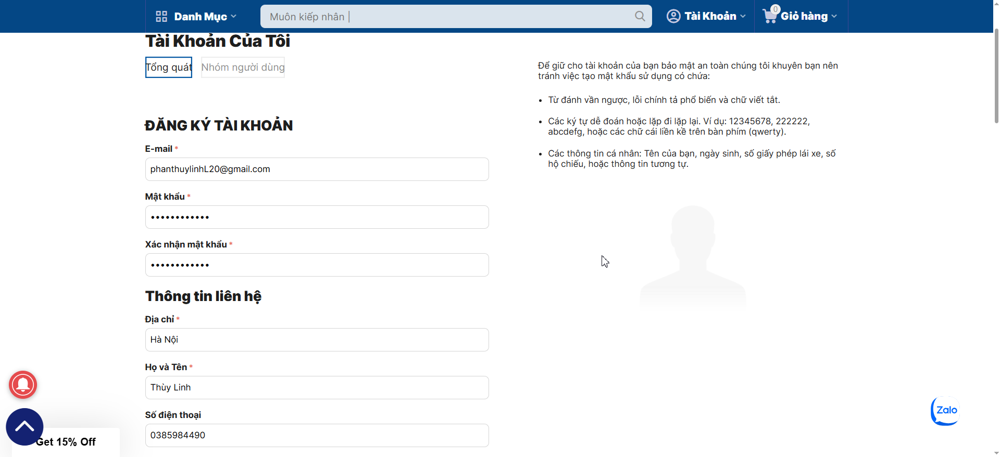 Danh Mục
Muôn kiếp nhân |
Tài Khoản
0
Giỏ hàng
Tài Khoản Của Tôi
Tổng quát
Nhóm người dùng
ĐĂNG KÝ TÀI KHOẢN
E-mail *
phanthuylinhL20@gmail.com
Mật khẩu *
••••••••••••
Xác nhận mật khẩu *
••••••••••••
Thông tin liên hệ
Địa chỉ *
Hà Nội
Họ và Tên *
Thùy Linh
Số điện thoại
0385984490
Để giữ cho tài khoản của bạn bảo mật an toàn chúng tôi khuyên bạn nên
tránh việc tạo mật khẩu sử dụng có chứa:
• Từ đánh vần ngược, lỗi chính tả phổ biến và chữ viết tắt.
• Các ký tự dễ đoán hoặc lặp đi lặp lại. Ví dụ: 12345678, 222222,
abcdefg, hoặc các chữ cái liền kề trên bàn phím (qwerty).
• Các thông tin cá nhân: Tên của bạn, ngày sinh, số giấy phép lái xe, số
hộ chiếu, hoặc thông tin tương tự.
Zalo
Get 15% Off